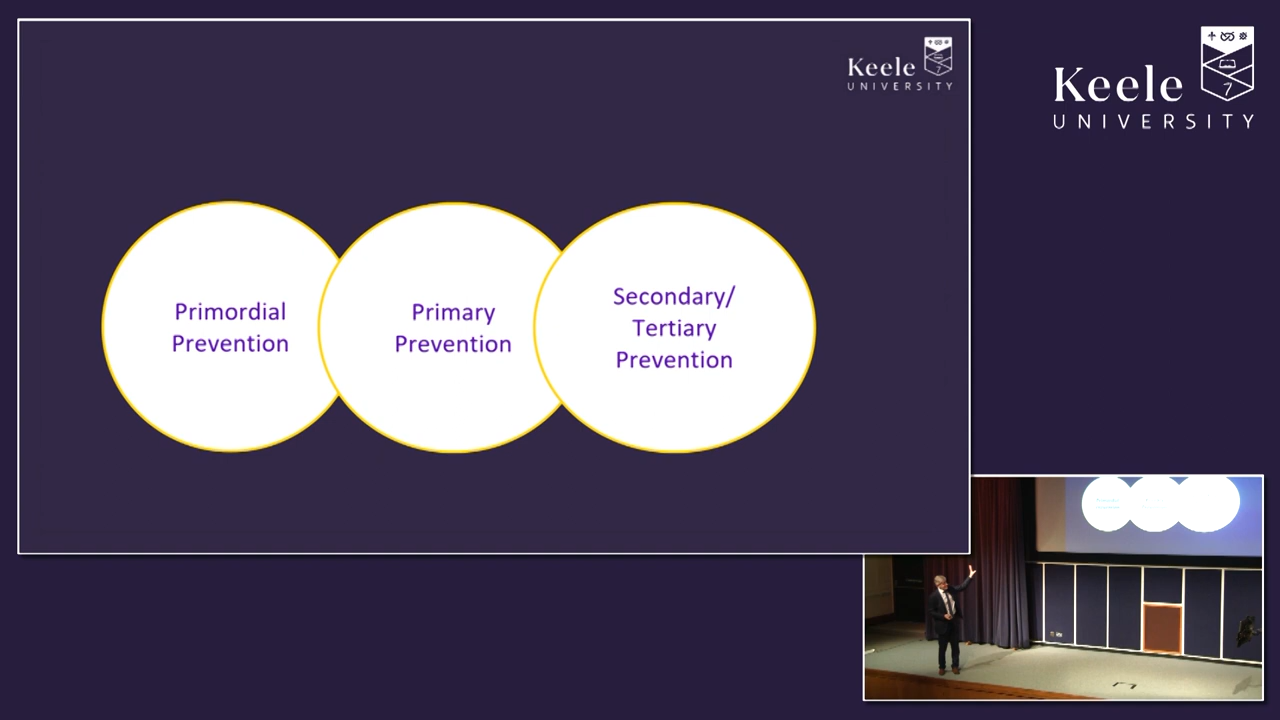 Keele
UNIVERSITY
Keele
UNIVERSITY
Primordial
Prevention
Primary
Prevention
Secondary/
Tertiary
Prevention